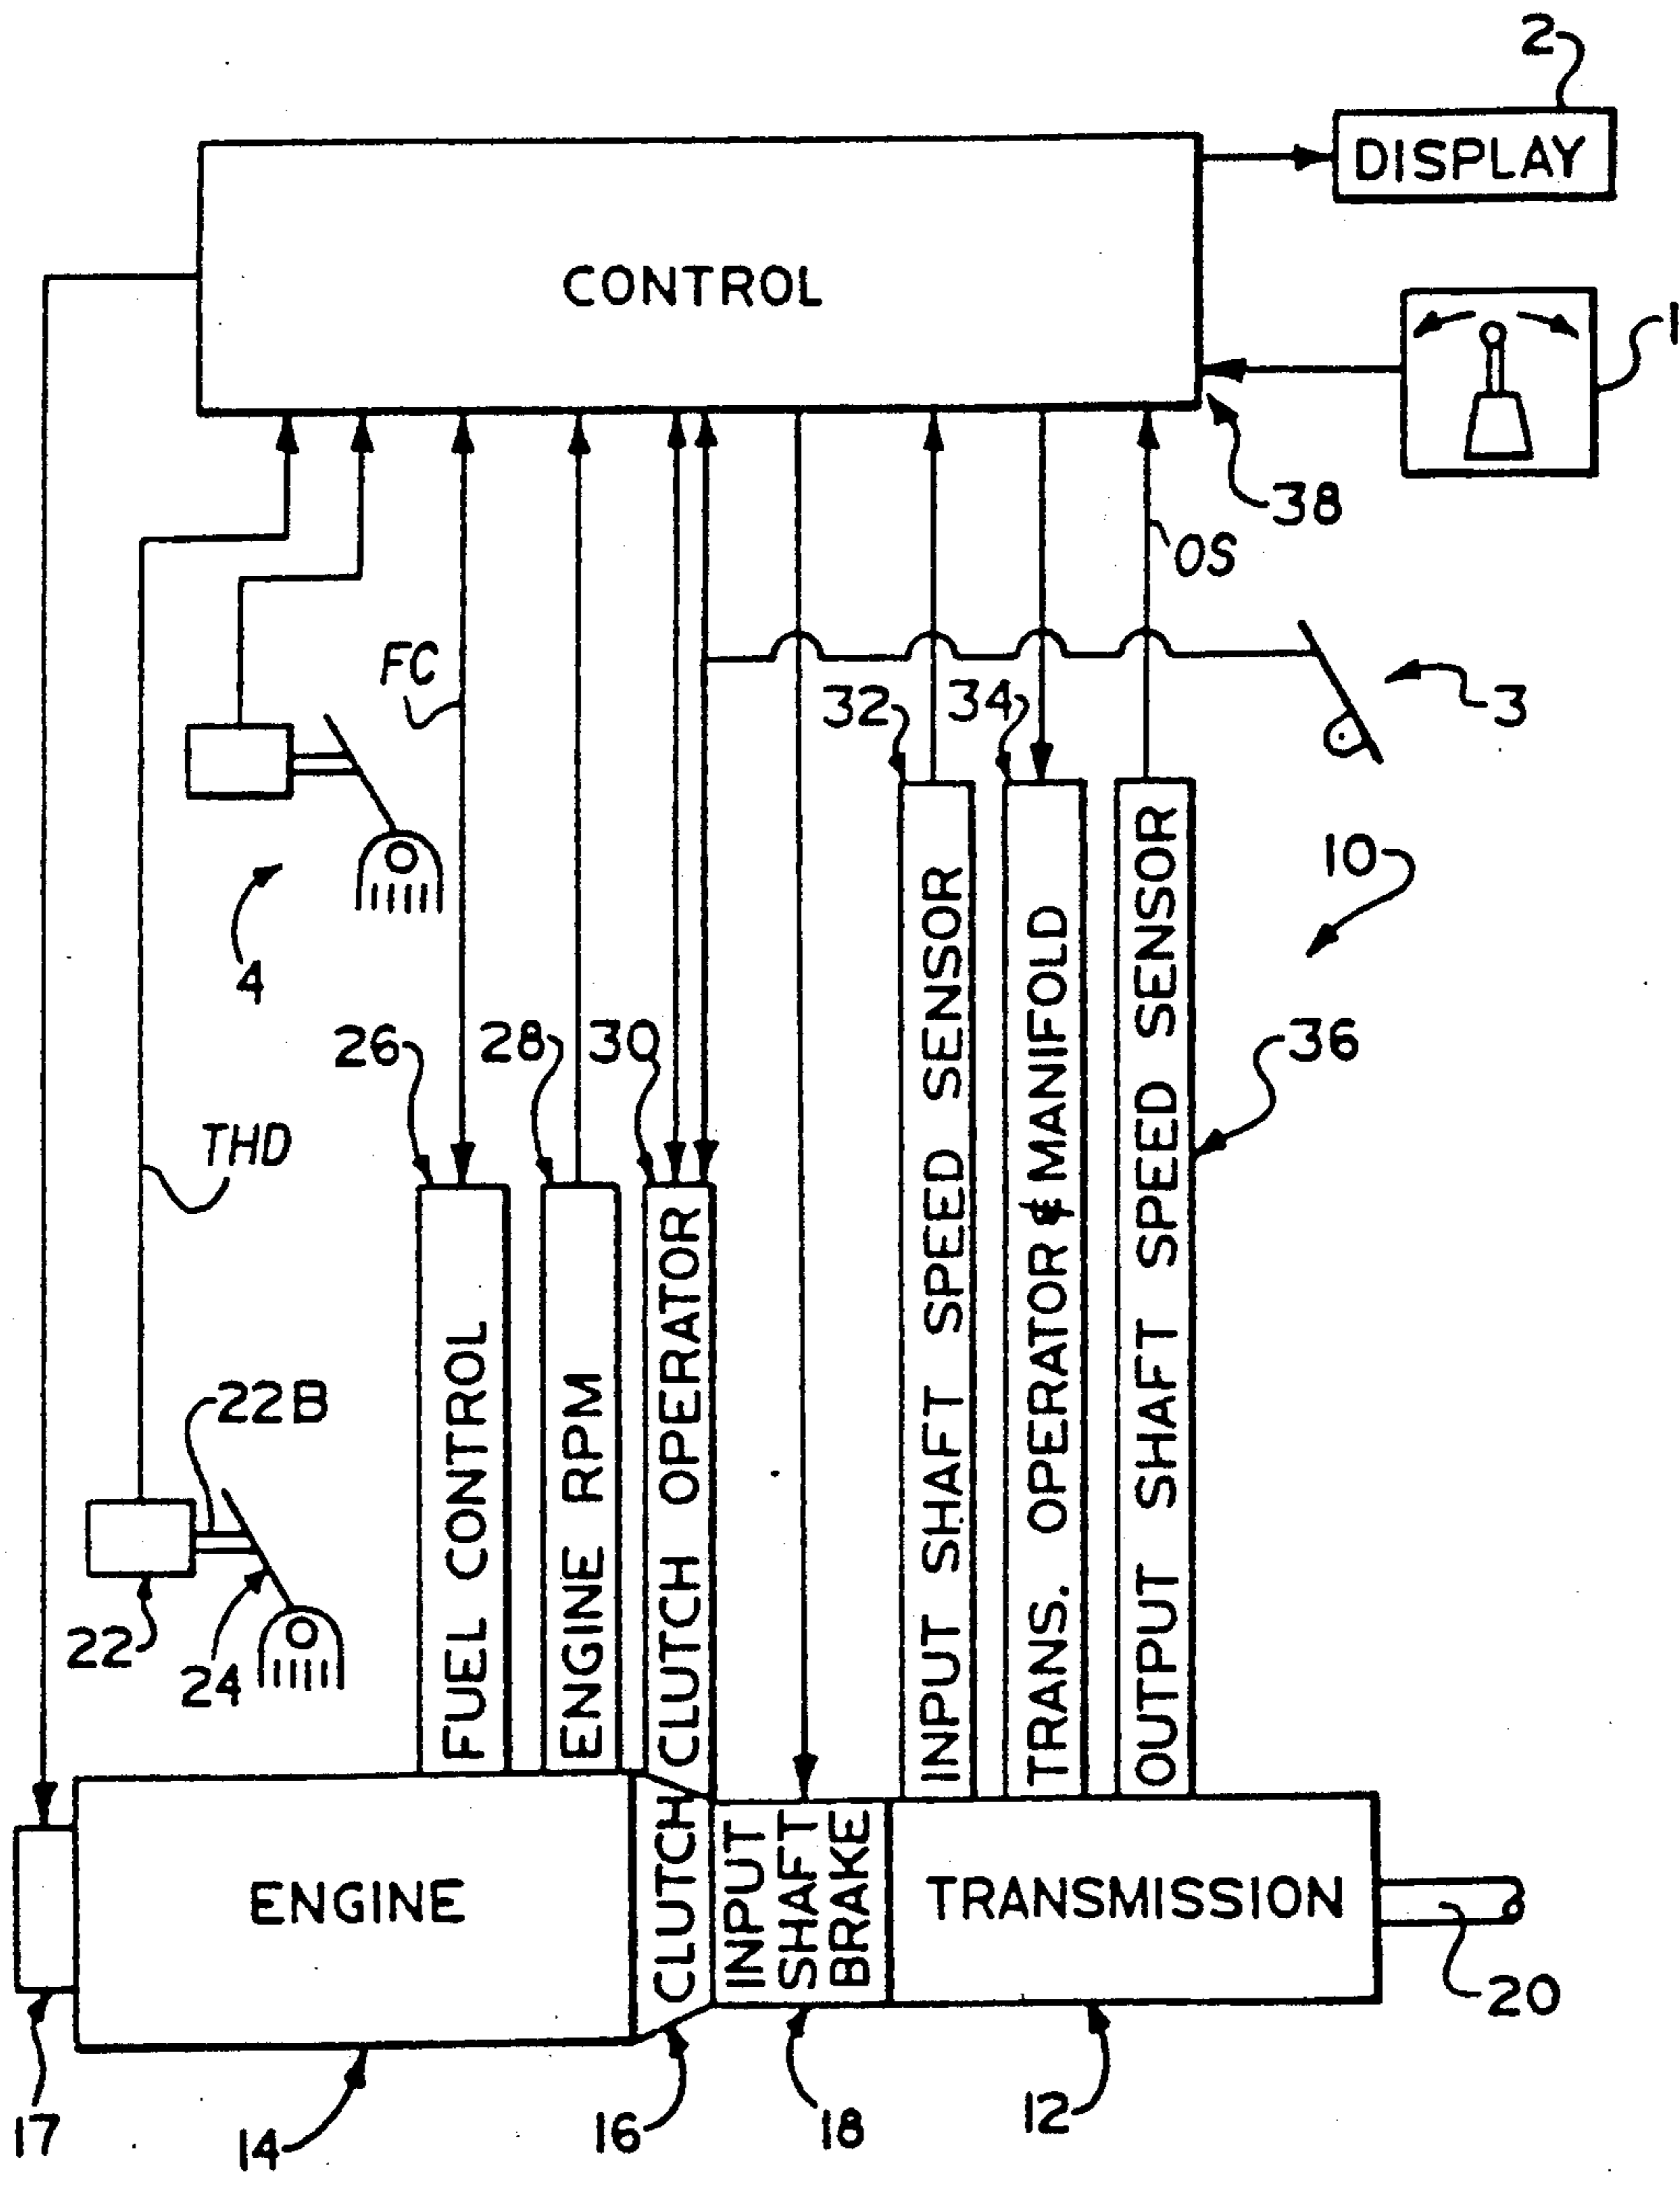 2
DISPLAY
CONTROL
1
38
OS
FC
3
32
34
10
4
26
28
30
36
THD
INPUT SHAFT SPEED SENSOR
TRANS. OPERATOR & MANIFOLD
OUTPUT SHAFT SPEED SENSOR
FUEL CONTROL
ENGINE RPM
CLUTCH OPERATOR
22B
22
24
ENGINE
CLUTCH
INPUT
SHAFT
BRAKE
TRANSMISSION
20
17
14
16
18
12